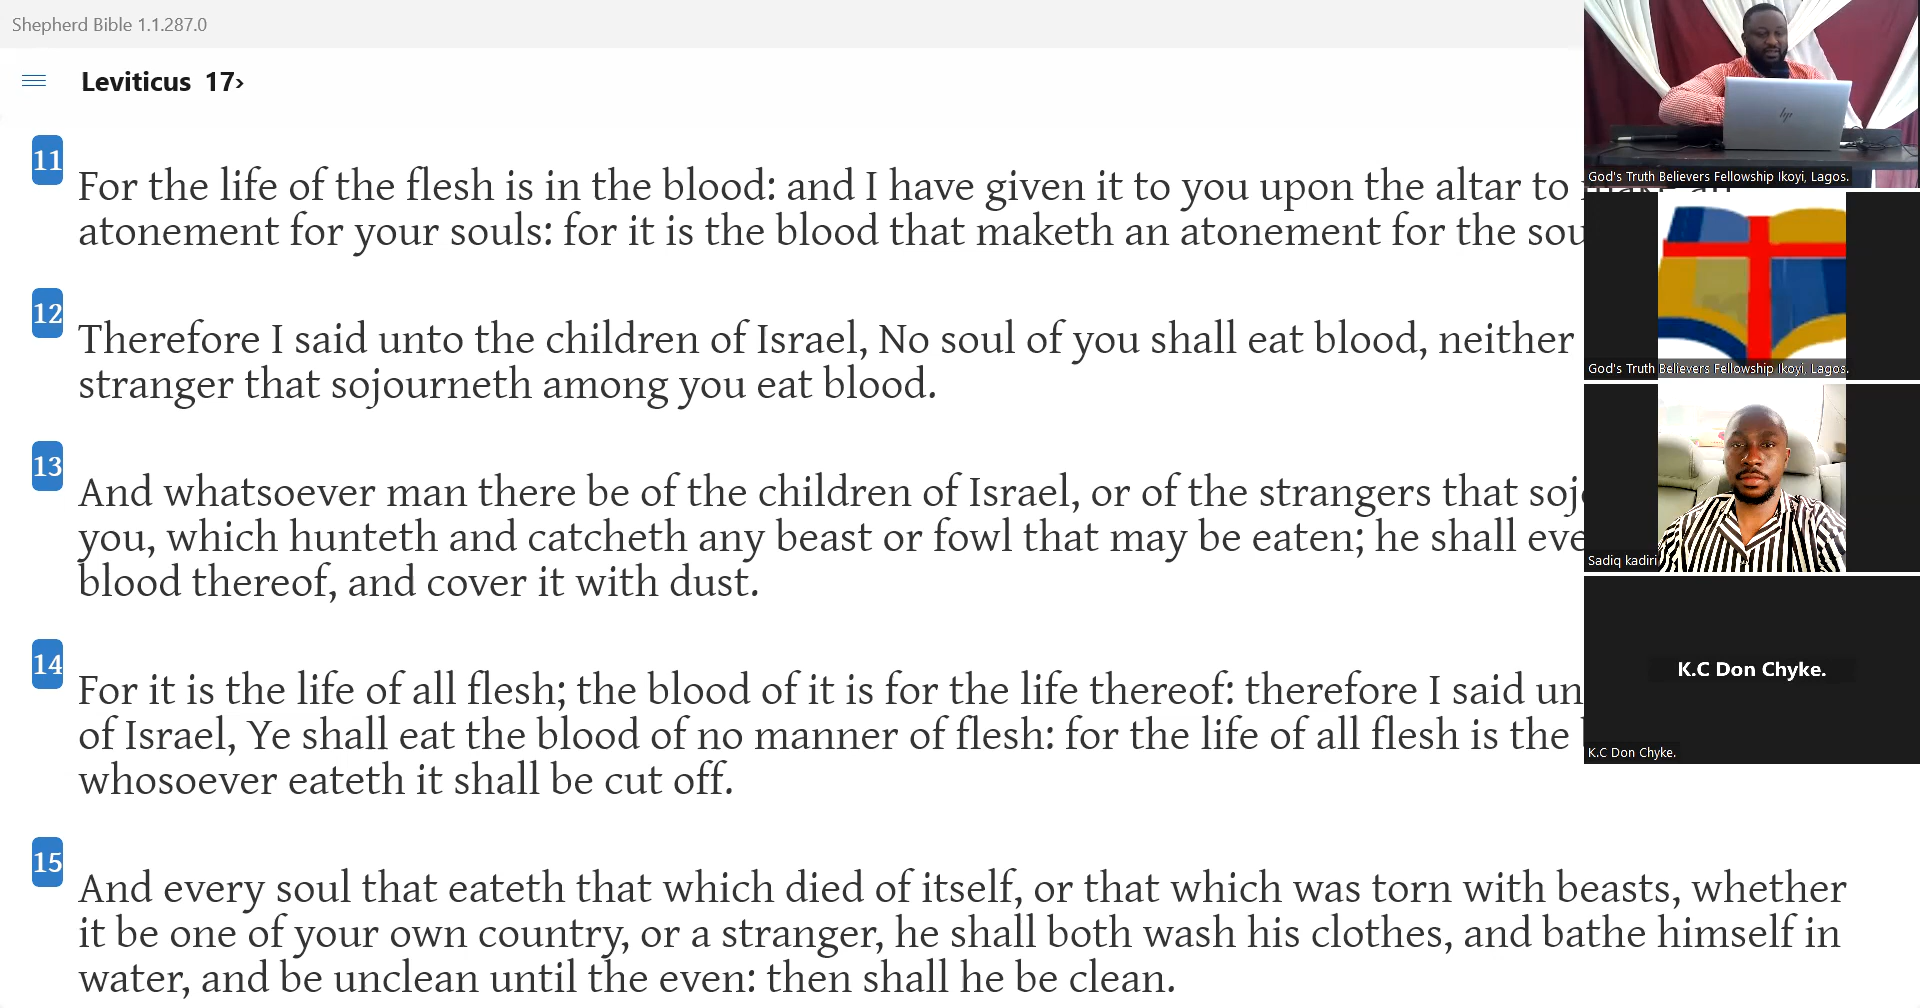 Shepherd Bible 1.1.287.0
Leviticus 17›
11
For the life of the flesh is in the blood: and I have given it to you upon the altar to
atonement for your souls: for it is the blood that maketh an atonement for the
12
Therefore I said unto the children of Israel, No soul of you shall eat blood, neither
stranger that sojourneth among you eat blood.
13
And whatsoever man there be of the children of Israel, or of the strangers that
you, which hunteth and catcheth any beast or fowl that may be eaten; he shall
blood thereof, and cover it with dust.
14
For it is the life of all flesh; the blood of it is for the life thereof: therefore I said
of Israel, Ye shall eat the blood of no manner of flesh: for the life of all flesh is the
whosoever eateth it shall be cut off.
15
And every soul that eateth that which died of itself, or that which was torn with beasts, whether
it be one of your own country, or a stranger, he shall both wash his clothes, and bathe himself in
water, and be unclean until the even: then shall he be clean.
hp
God's Truth Believers Fellowship Ikoyi, Lagos.
God's Truth Believers Fellowship Ikoyi, Lagos.
Sadiq kadiri
K.C Don Chyke.
K.C Don Chyke.